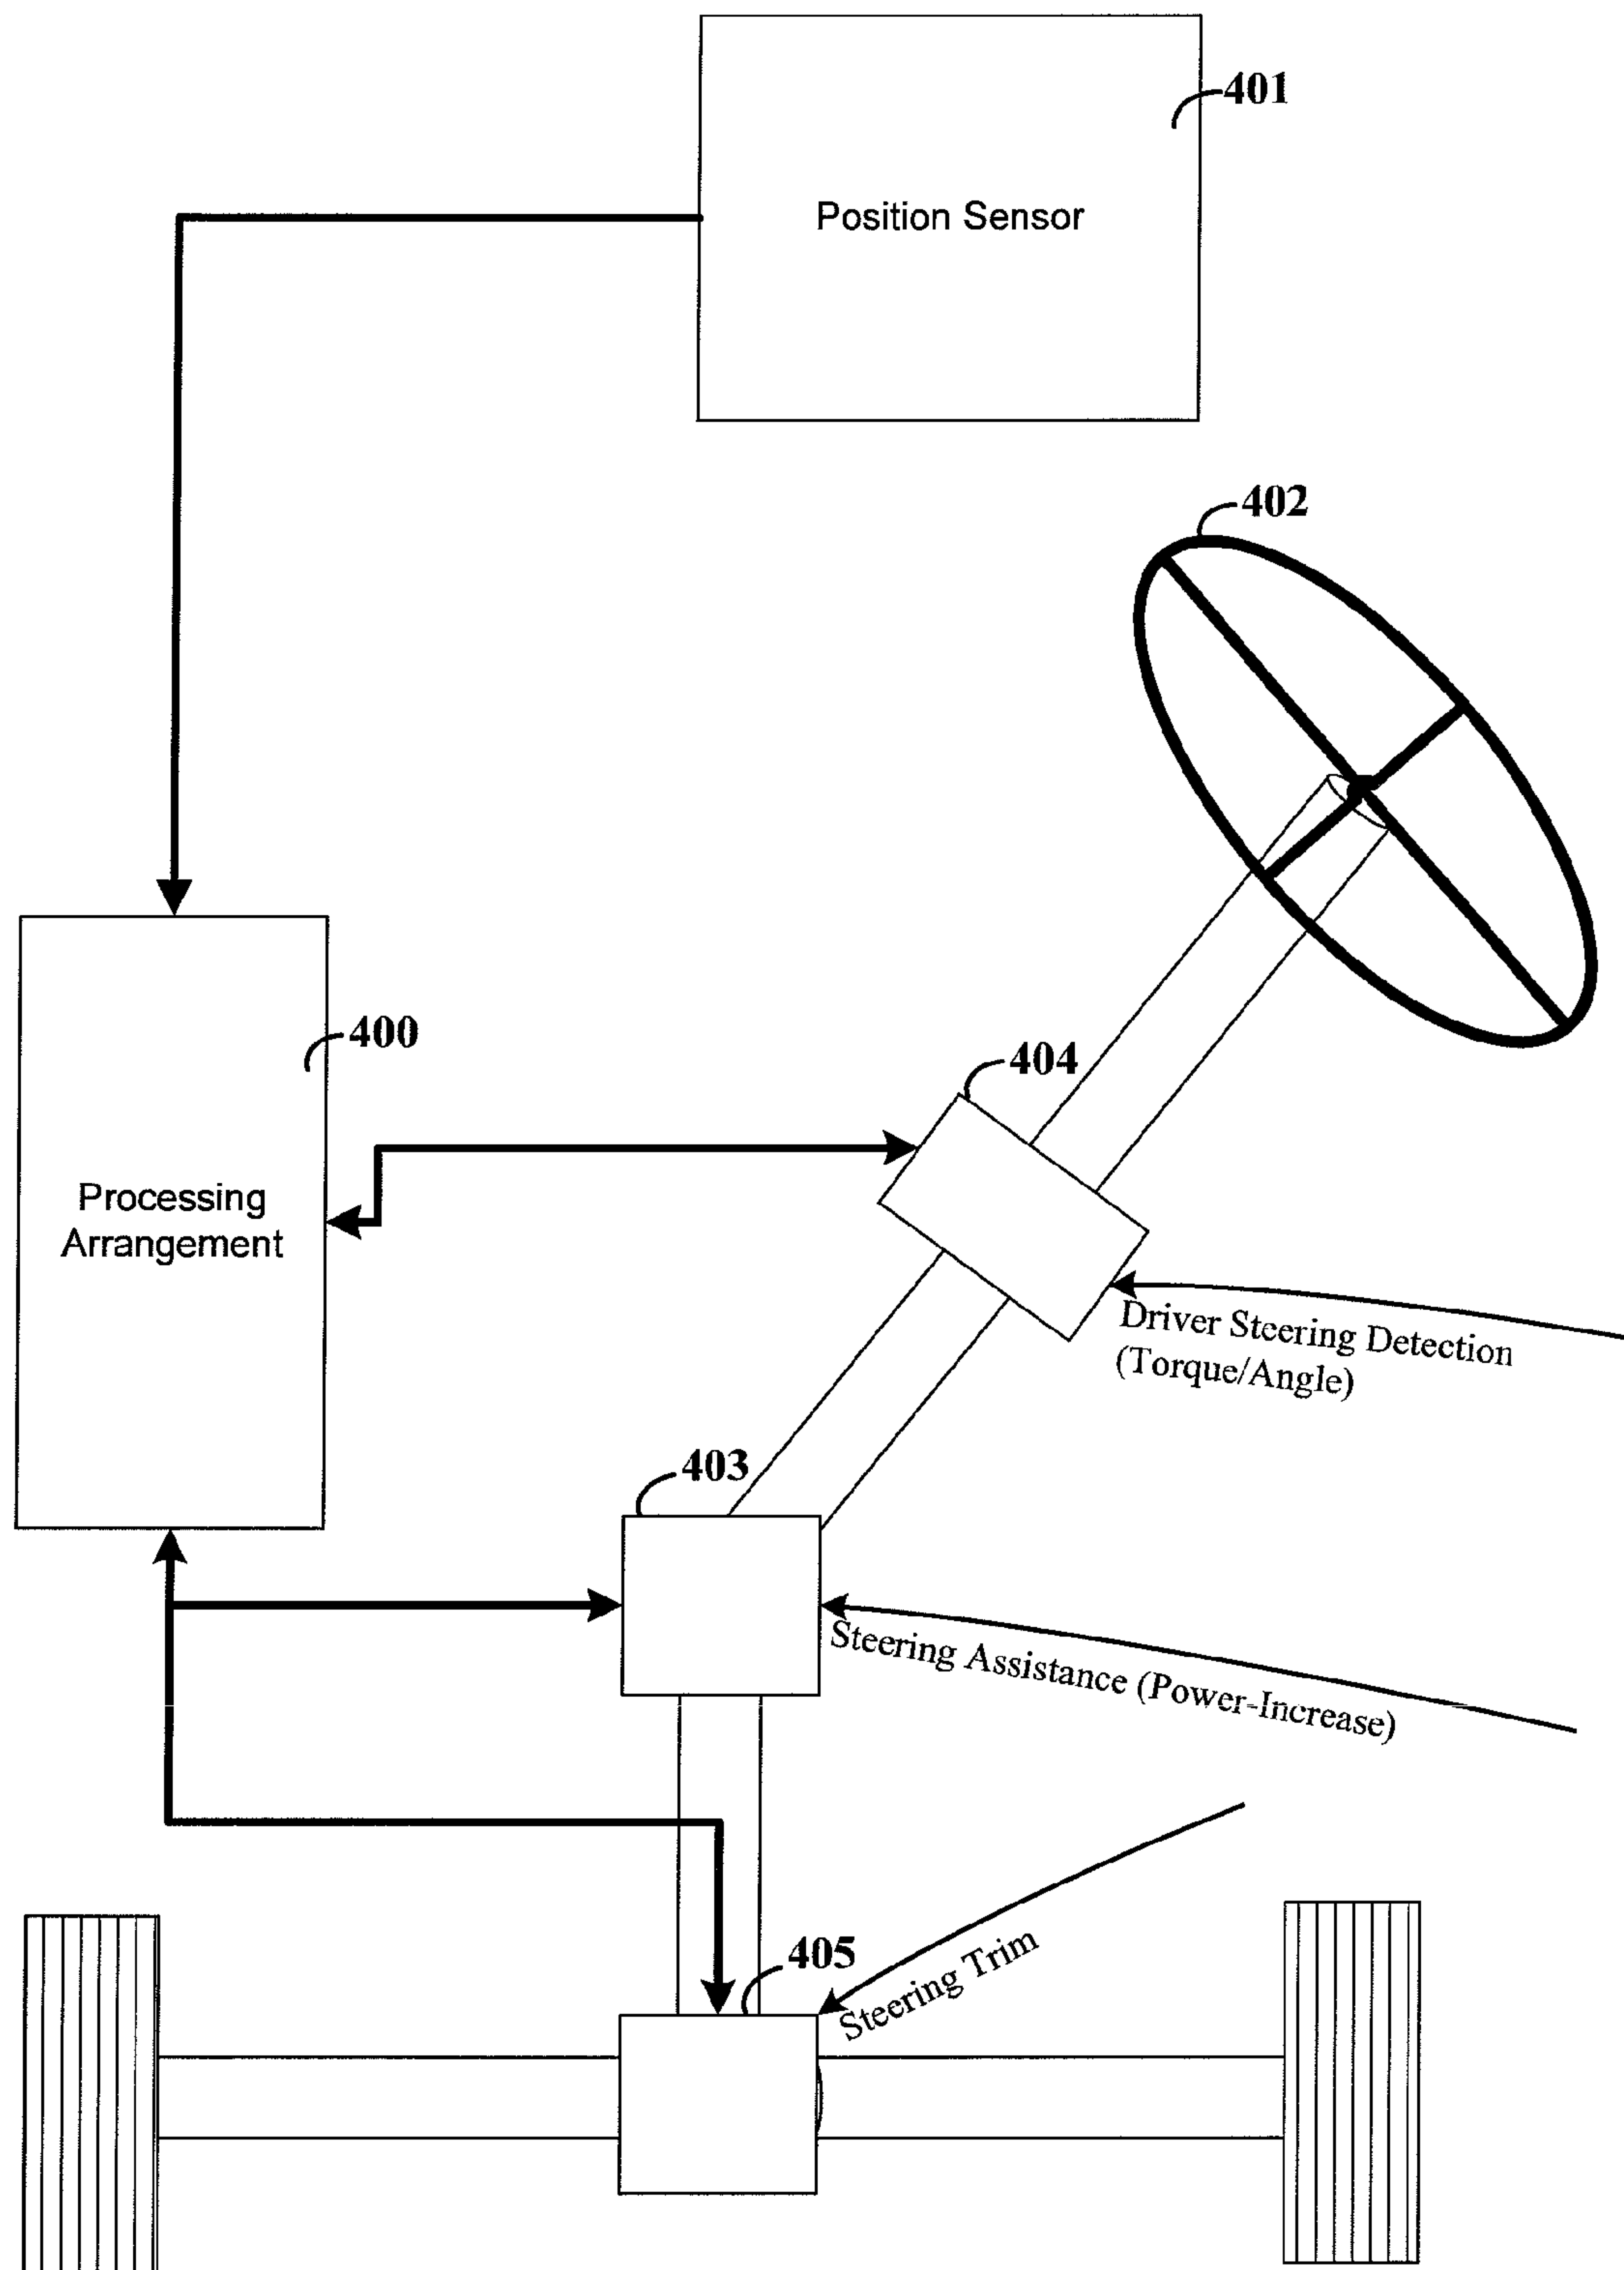 401
Position Sensor
402
400
404
Processing
Arrangement
Driver Steering Detection
(Torque/Angle)
403
Steering Assistance (Power-Increase)
405
Steering Trim